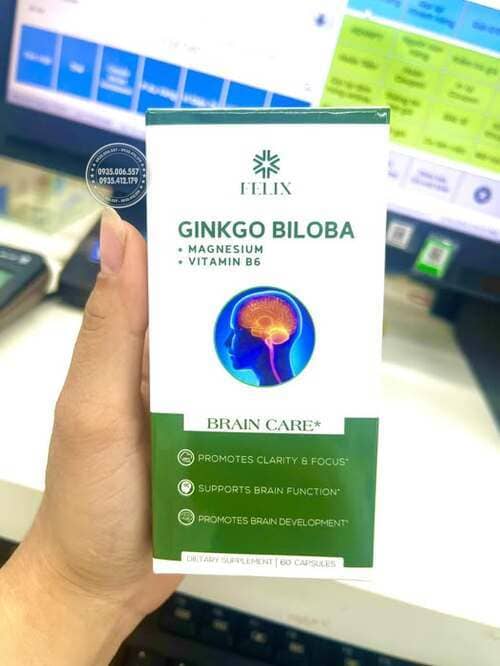 0935.006.557
0935.412.179
FELIX
GINKGO BILOBA
• MAGNESIUM
• VITAMIN B6
BRAIN CARE*
PROMOTES CLARITY & FOCUS*
SUPPORTS BRAIN FUNCTION*
PROMOTES BRAIN DEVELOPMENT*
DIETARY SUPPLEMENT | 60 CAPSULES